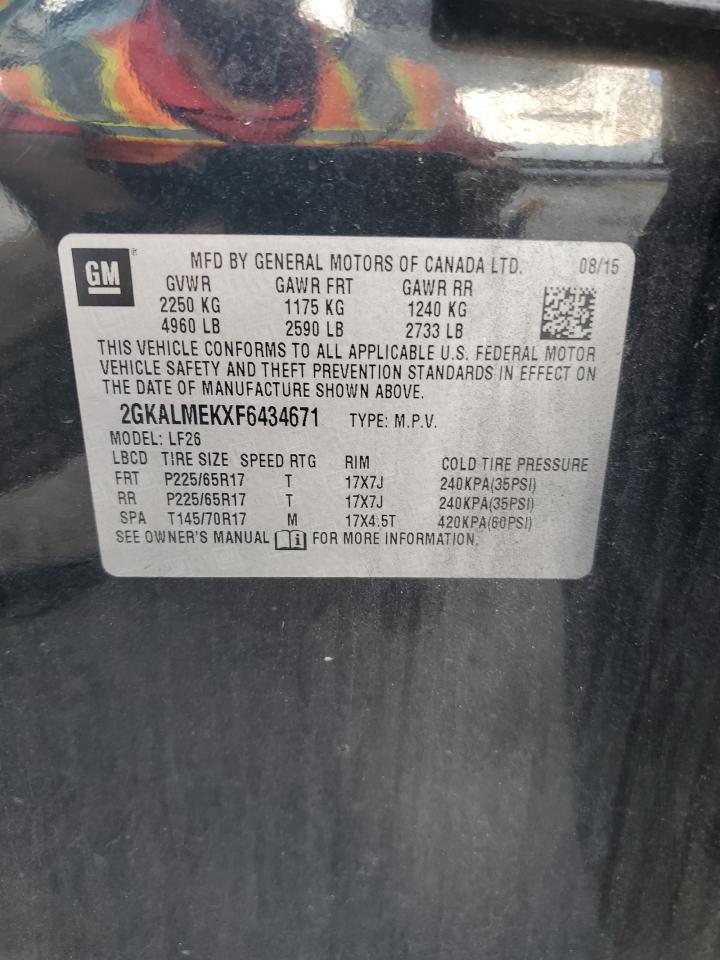 GM ®
MFD BY GENERAL MOTORS OF CANADA LTD. 08/15
GVWR GAWR FRT GAWR RR
2250 KG 1175 KG 1240 KG
4960 LB 2590 LB 2733 LB
THIS VEHICLE CONFORMS TO ALL APPLICABLE U.S. FEDERAL MOTOR
VEHICLE SAFETY AND THEFT PREVENTION STANDARDS IN EFFECT ON
THE DATE OF MANUFACTURE SHOWN ABOVE.
2GKALMEKXF6434671 TYPE: M.P.V.
MODEL: LF26
LBCD TIRE SIZE SPEED RTG RIM COLD TIRE PRESSURE
FRT P225/65R17 T 17X7J 240KPA(35PSI)
RR P225/65R17 T 17X7J 240KPA(35PSI)
SPA T145/70R17 M 17X4.5T 420KPA(60PSI)
SEE OWNER'S MANUAL i FOR MORE INFORMATION.